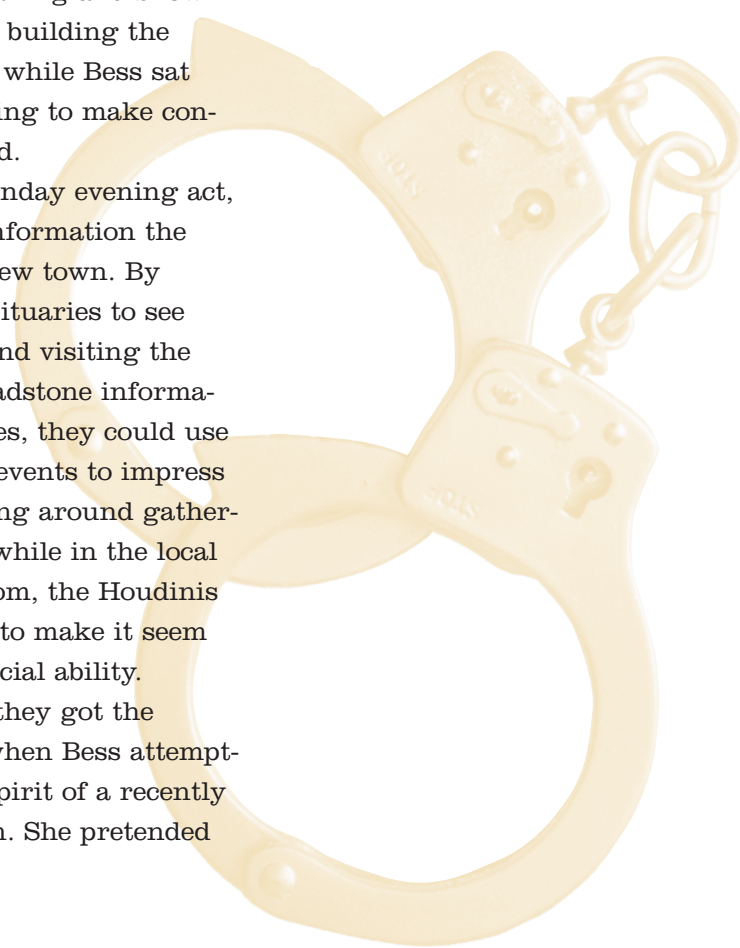 building the
while Bess sat
ing to make con-
d.
nday evening act,
nformation the
ew town. By
ituaries to see
nd visiting the
adstone informa-
es, they could use
events to impress
ng around gather-
while in the local
om, the Houdinis
to make it seem
cial ability.
they got the
when Bess attempt-
pirit of a recently
n. She pretended